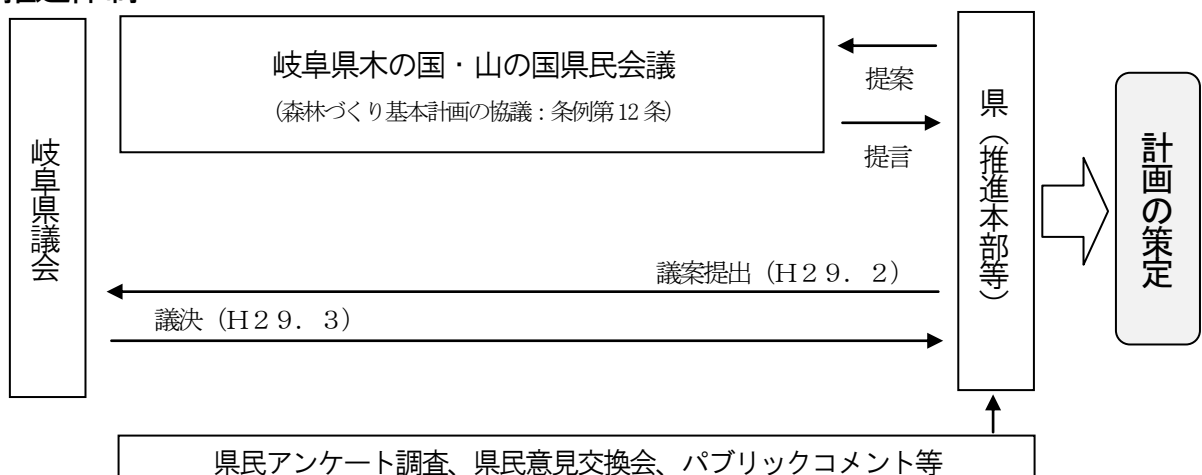 岐阜県議会
岐阜県木の国・山の国県民会議
(森林づくり基本計画の協議：条例第12条)
提案
提言
県（推進本部等）
計画の策定
議案提出（H29．2）
議決（H29．3）
県民アンケート調査、県民意見交換会、パブリックコメント等